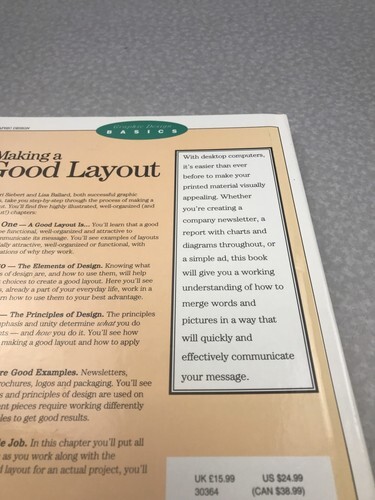 APHIC DESIGN
Graphic Design
BASICS
Making a
Good Layout
ri Siebert and Lisa Ballard, both successful graphic
, take you step-by-step through the process of making a
ut. You'll find five highly illustrated, well-organized (and
ut!) chapters:
One — A Good Layout Is... You'll learn that a good
be functional, well-organized and attractive to
mmunicate its message. You'll see examples of layouts
ally attractive, well-organized or functional, with
ations of why they work.
o — The Elements of Design. Knowing what
s of design are, and how to use them, will help
t choices to create a good layout. Here you'll see
s, already a part of your everyday life, work in a
rn how to use them to your best advantage.
— The Principles of Design. The principles
mphasis and unity determine what you do
nts — and how you do it. You'll see how
making a good layout and how to apply
re Good Examples. Newsletters,
rochures, logos and packaging. You'll see
s and principles of design are used on
nt pieces require working differently
les to get good results.
e Job. In this chapter you'll put all
as you work along with the
d layout for an actual project, you'll
With desktop computers,
it's easier than ever
before to make your
printed material visually
appealing. Whether
you're creating a
company newsletter, a
report with charts and
diagrams throughout, or
a simple ad, this book
will give you a working
understanding of how to
merge words and
pictures in a way that
will quickly and
effectively communicate
your message.
UK £15.99 US $24.99
30364 (CAN $38.99)